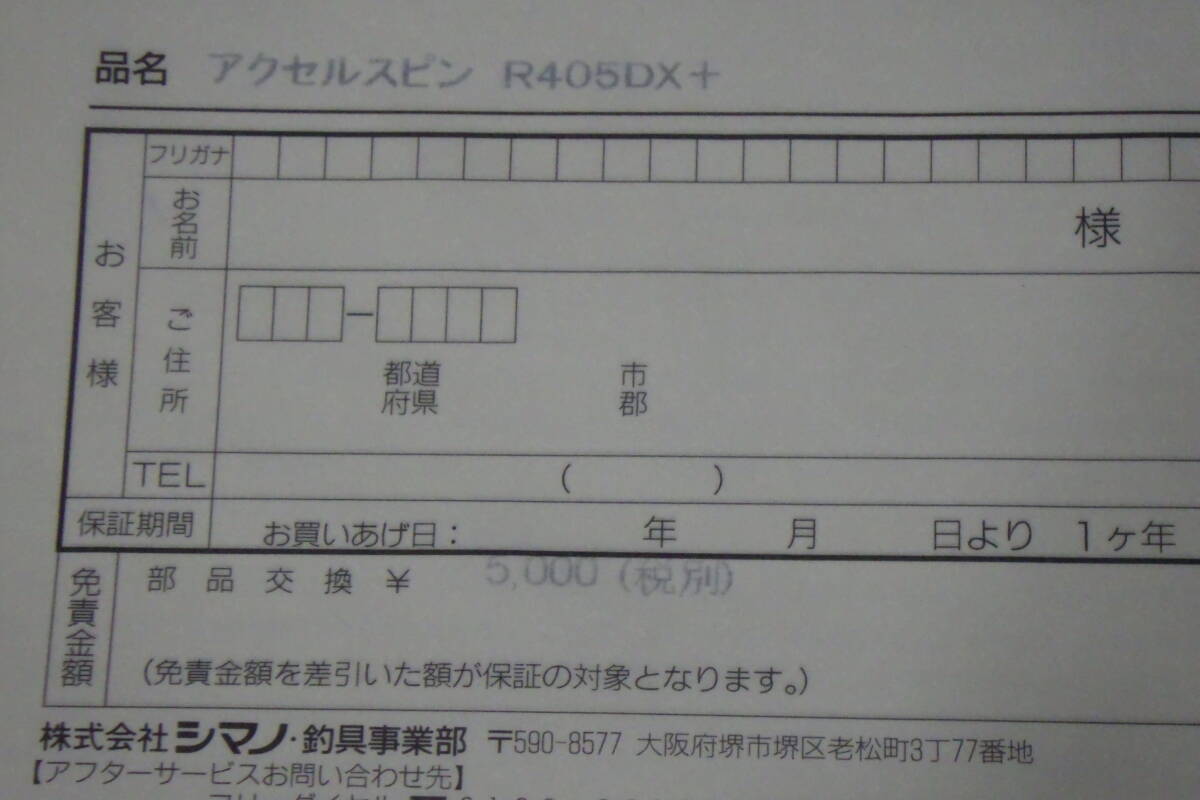 品名 アクセルスピン R405DX+
お客様
フリガナ
お名前 様
ご住所
都道府県 市郡
TEL ( )
保証期間 お買いあげ日: 年 月 日より 1ヶ年
免責金額 部品交換¥ 5,000 (税別)
(免責金額を差引いた額が保証の対象となります。)
株式会社シマノ・釣具事業部 〒590-8577 大阪府堺市堺区老松町3丁77番地
【アフターサービスお問い合わせ先】